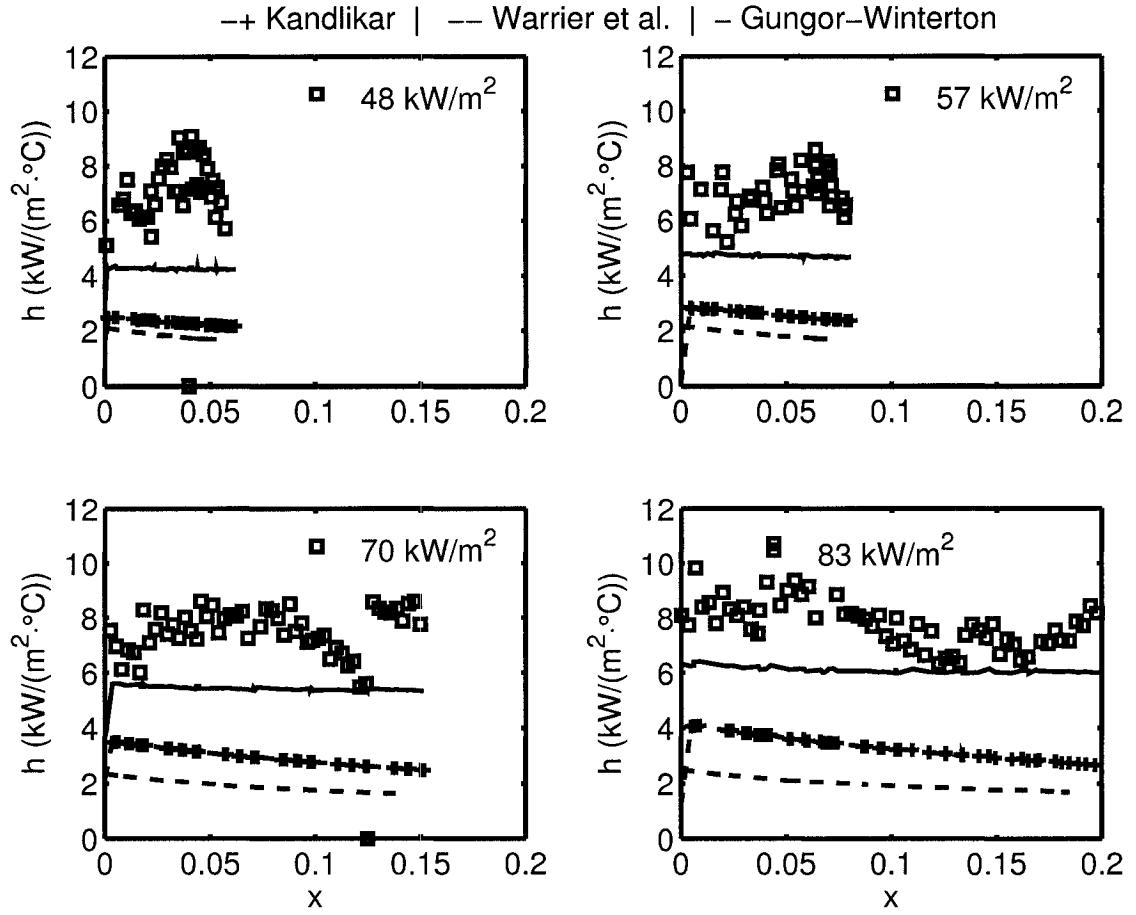 −+ Kandlikar | −− Warrier et al. | − Gungor−Winterton
12
10
8
6
4
2
0
h (kW/(m²·°C))
48 kW/m²
0 0.05 0.1 0.15 0.2
12
10
8
6
4
2
0
h (kW/(m²·°C))
57 kW/m²
0 0.05 0.1 0.15 0.2
12
10
8
6
4
2
0
h (kW/(m²·°C))
70 kW/m²
0 0.05 0.1 0.15 0.2
x
12
10
8
6
4
2
0
h (kW/(m²·°C))
83 kW/m²
0 0.05 0.1 0.15 0.2
x